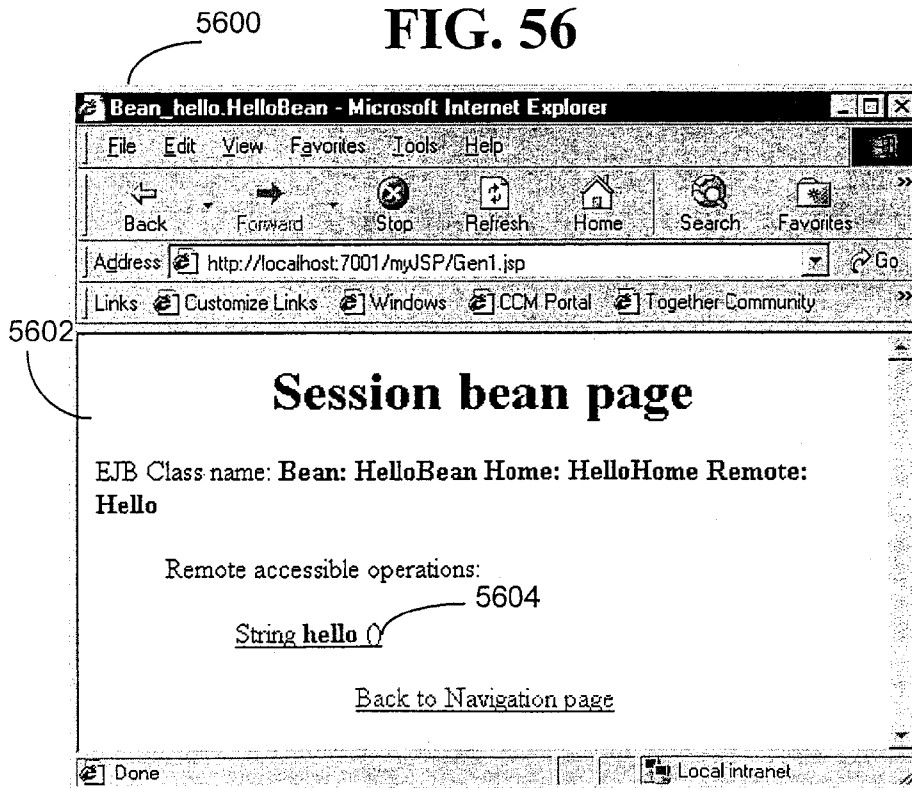 FIG. 56
5600
Bean_hello.HelloBean - Microsoft Internet Explorer
File Edit View Favorites Tools Help
Back Forward Stop Refresh Home Search Favorites »
Address http://localhost:7001/myJSP/Gen1.jsp Go
Links Customize Links Windows CCM Portal Together Community »
5602
Session bean page
EJB Class name: Bean: HelloBean Home: HelloHome Remote:
Hello
Remote accessible operations:
5604
String hello ()
Back to Navigation page
Done Local intranet